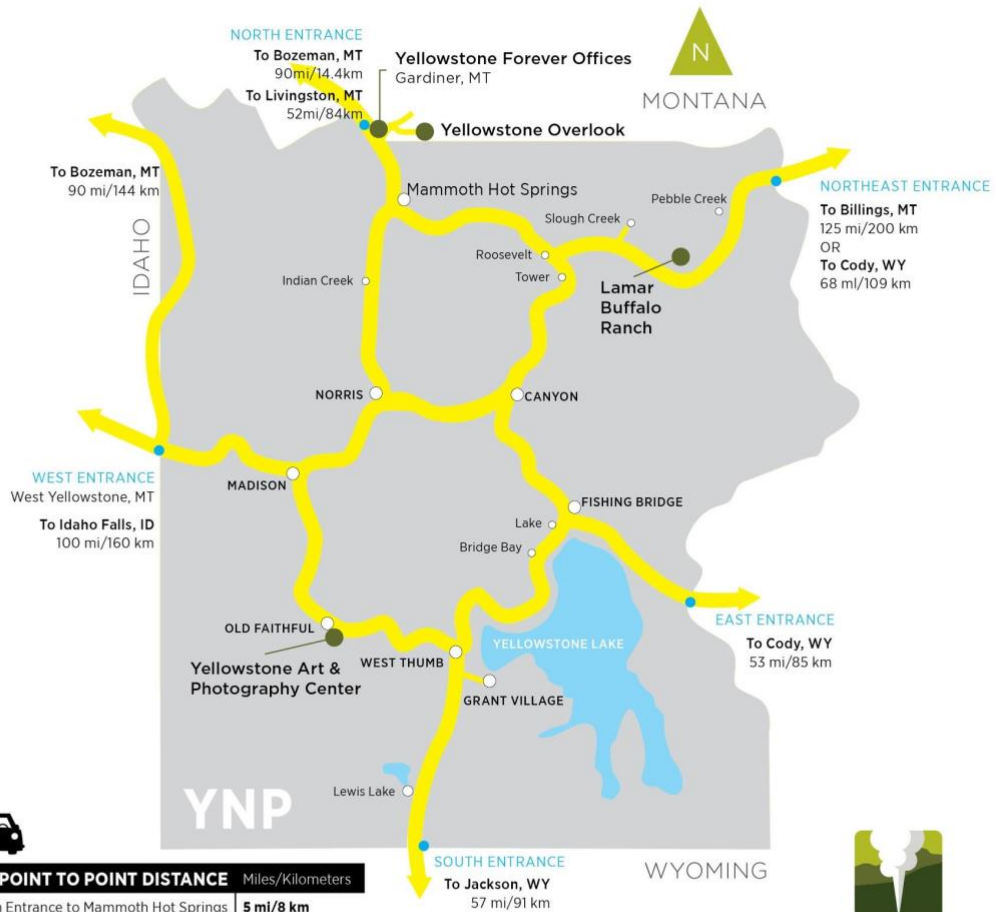 NORTH ENTRANCE
To Bozeman, MT
90mi/14.4km
To Livingston, MT
52mi/84km
Yellowstone Forever Offices
Gardiner, MT
Yellowstone Overlook
N
MONTANA
To Bozeman, MT
90 mi/144 km
IDAHO
Mammoth Hot Springs
Pebble Creek
Slough Creek
Roosevelt
Tower
Indian Creek
Lamar
Buffalo
Ranch
NORTHEAST ENTRANCE
To Billings, MT
125 mi/200 km
OR
To Cody, WY
68 ml/109 km
NORRIS
CANYON
WEST ENTRANCE
West Yellowstone, MT
To Idaho Falls, ID
100 mi/160 km
MADISON
FISHING BRIDGE
Lake
Bridge Bay
EAST ENTRANCE
To Cody, WY
53 mi/85 km
OLD FAITHFUL
Yellowstone Art &
Photography Center
WEST THUMB
YELLOWSTONE LAKE
GRANT VILLAGE
Lewis Lake
YNP
SOUTH ENTRANCE
To Jackson, WY
57 mi/91 km
WYOMING
POINT TO POINT DISTANCE Miles/Kilometers
Entrance to Mammoth Hot Springs 5 mi/8 km